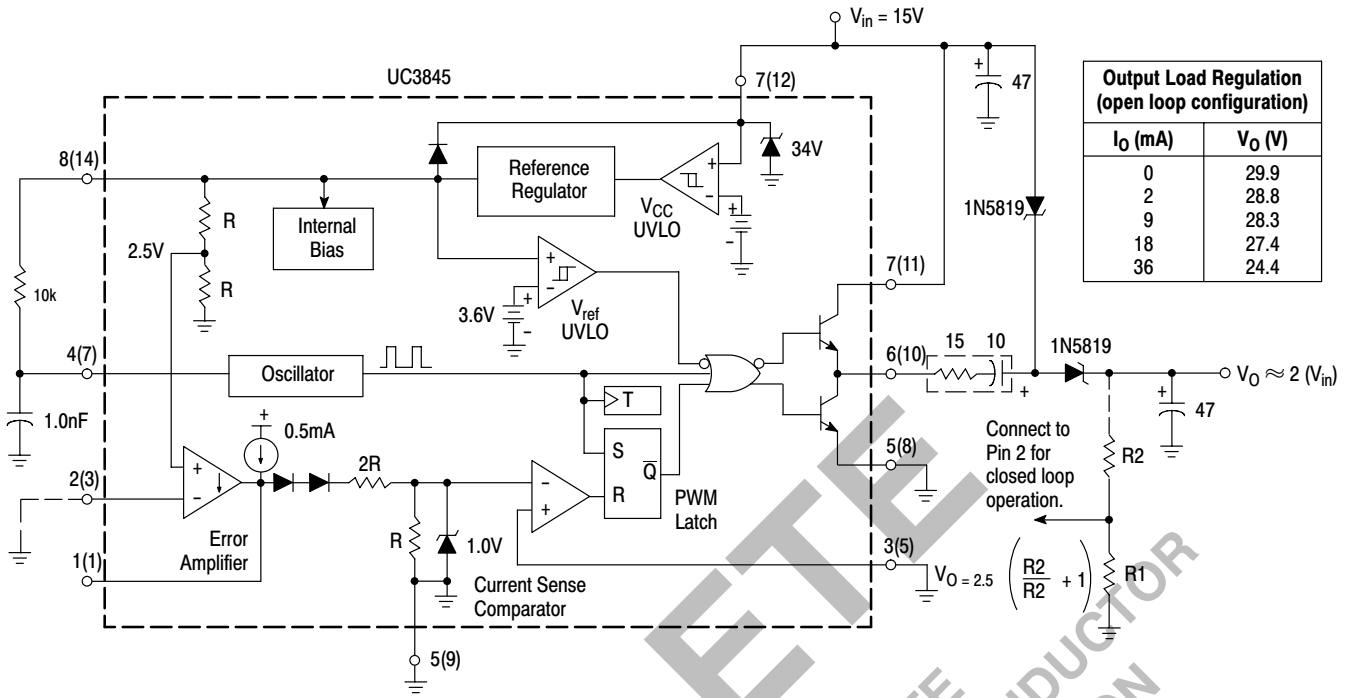 Vin = 15V
UC3845
7(12)
+
47
Output Load Regulation
(open loop configuration)
IO (mA)
VO (V)
0
29.9
2
28.8
9
28.3
18
27.4
36
24.4
34V
8(14)
Reference
Regulator
+
-
+
-
VCC
UVLO
R
Internal
Bias
2.5V
R
1N5819
10k
+
-
3.6V
+
-
Vref
UVLO
7(11)
4(7)
Oscillator
6(10)
15
10
+
1N5819
VO ≈ 2 (Vin)
+
47
1.0nF
T
+
0.5mA
S
Q
R
PWM
Latch
5(8)
Connect to
Pin 2 for
closed loop
operation.
R2
+
-
2R
-
+
2(3)
R
1.0V
Error
Amplifier
1(1)
Current Sense
Comparator
3(5)
VO = 2.5 (R2/R2 + 1)
R1
5(9)
ETE